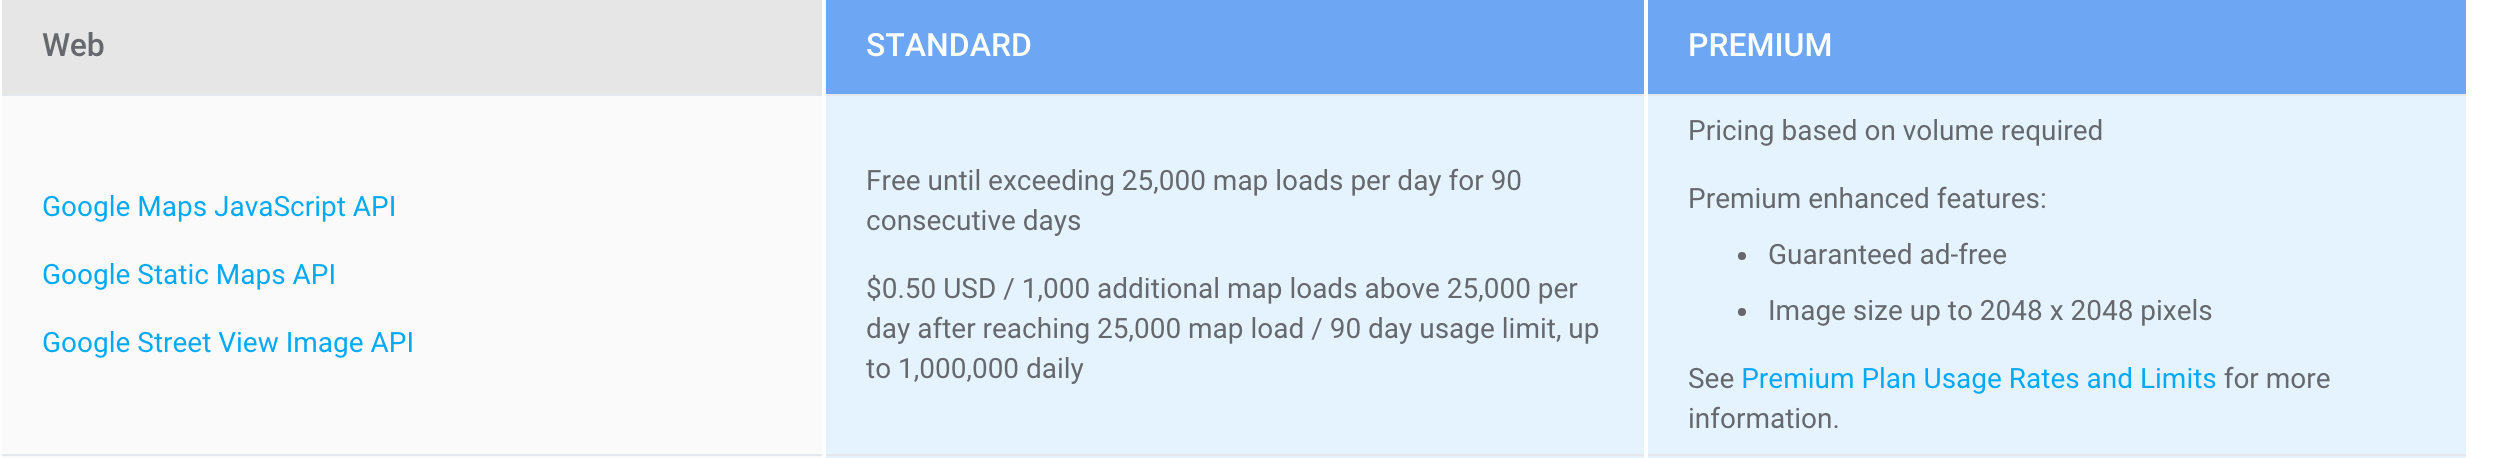 Web
STANDARD
PREMIUM
Google Maps JavaScript API
Google Static Maps API
Google Street View Image API
Free until exceeding 25,000 map loads per day for 90
consecutive days
$0.50 USD / 1,000 additional map loads above 25,000 per
day after reaching 25,000 map load / 90 day usage limit, up
to 1,000,000 daily
Pricing based on volume required
Premium enhanced features:
• Guaranteed ad-free
• Image size up to 2048 x 2048 pixels
See Premium Plan Usage Rates and Limits for more
information.